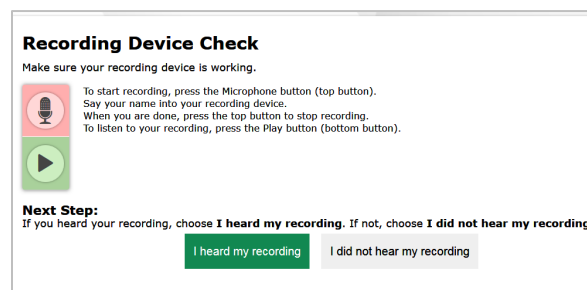 Recording Device Check
Make sure your recording device is working.
To start recording, press the Microphone button (top button).
Say your name into your recording device.
When you are done, press the top button to stop recording.
To listen to your recording, press the Play button (bottom button).
Next Step:
If you heard your recording, choose I heard my recording. If not, choose I did not hear my recording
I heard my recording I did not hear my recording